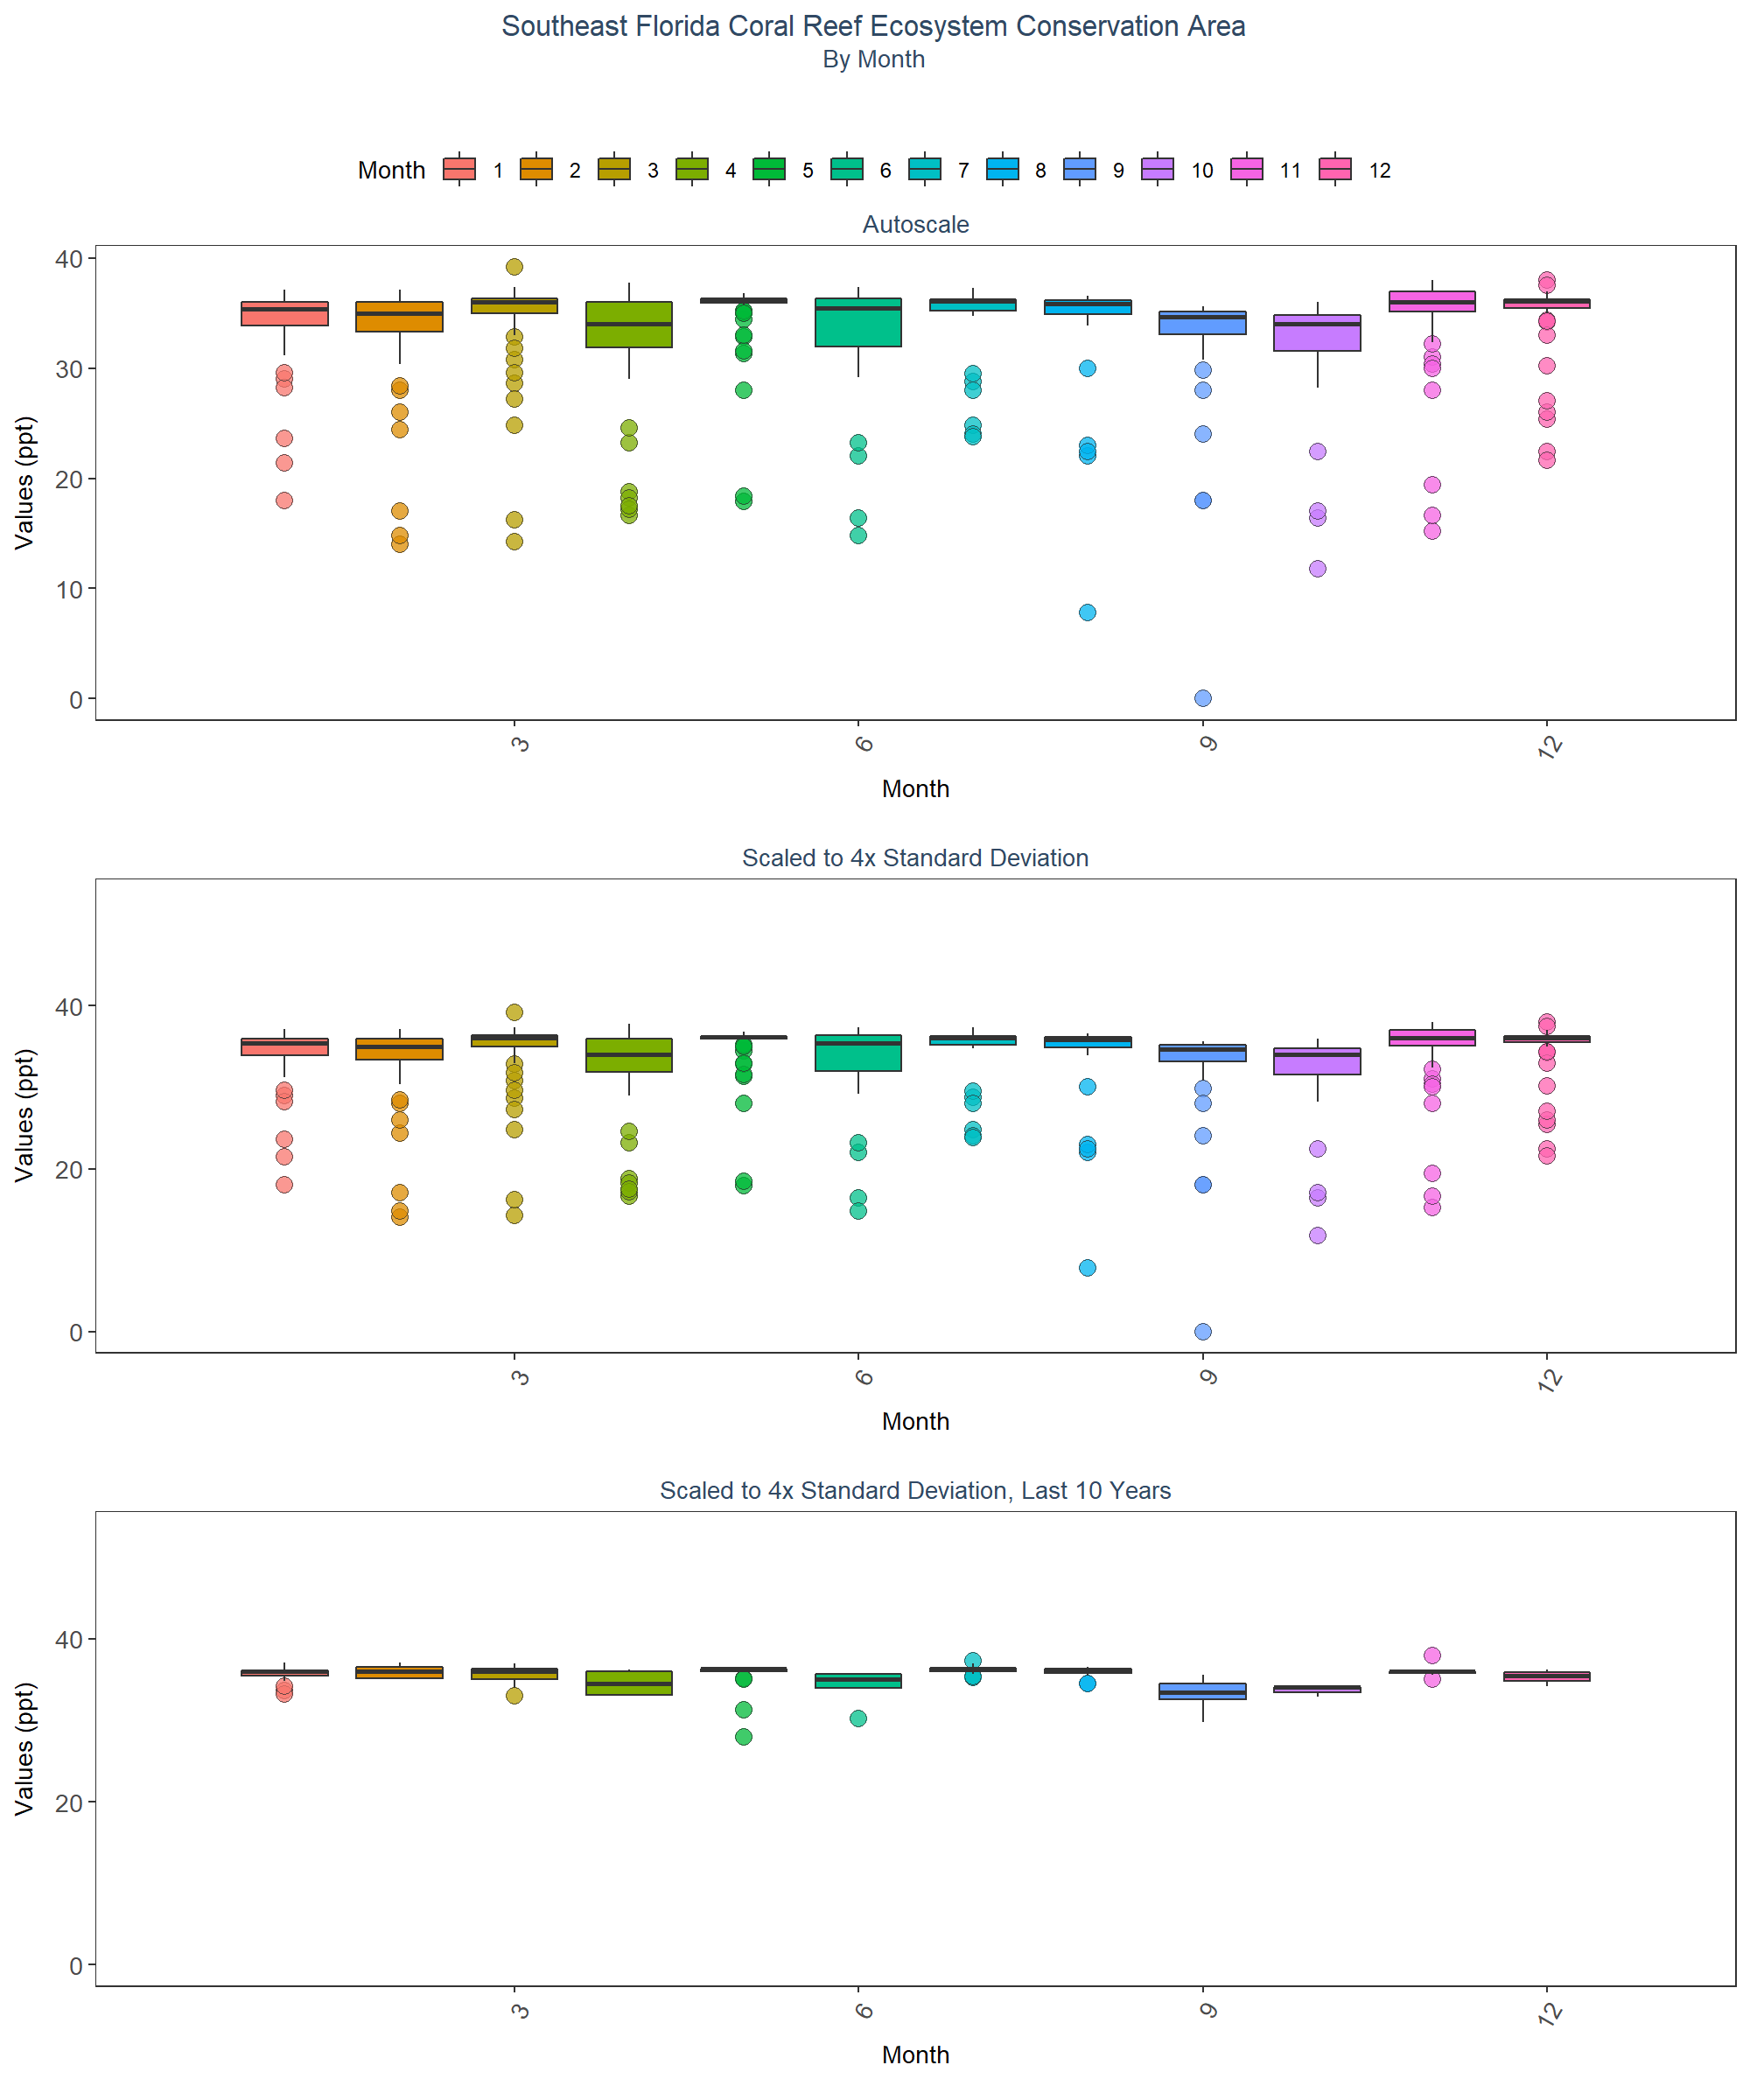 Southeast Florida Coral Reef Ecosystem Conservation Area
By Month
Month 1 2 3 4 5 6 7 8 9 10 11 12
Autoscale
Values (ppt)
40
30
20
10
0
3 6 9 12
Month
Scaled to 4x Standard Deviation
Values (ppt)
40
20
0
3 6 9 12
Month
Scaled to 4x Standard Deviation, Last 10 Years
Values (ppt)
40
20
0
3 6 9 12
Month